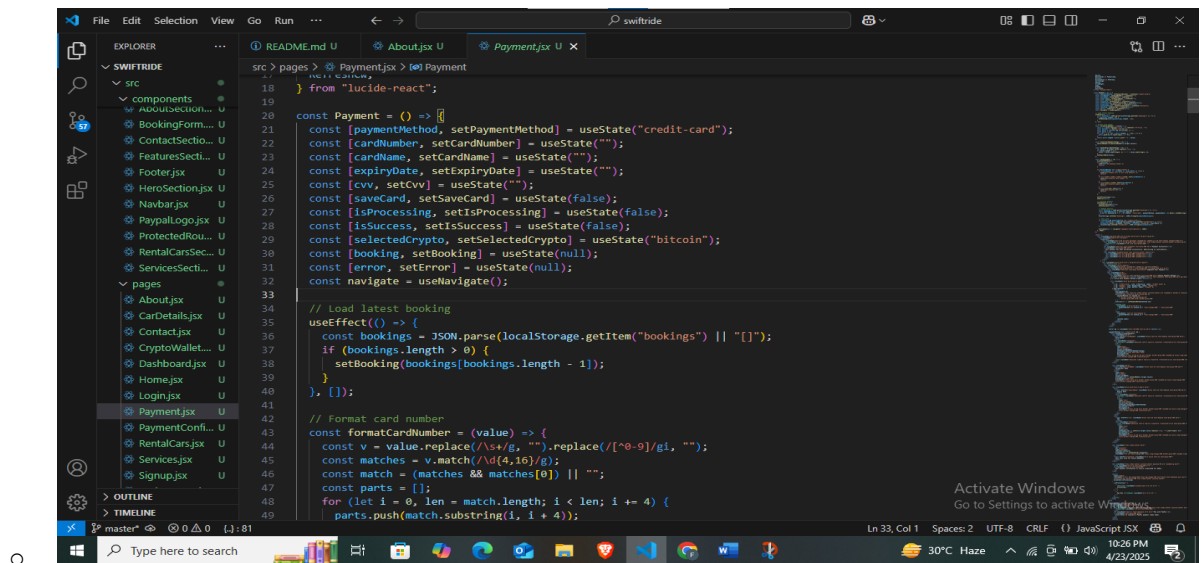 File Edit Selection View Go Run ··· swiftride
EXPLORER ···
README.md U About.jsx U Payment.jsx U
SWIFTRIDE
src > pages > Payment.jsx > Payment
src
components
AboutSection... U
BookingForm.... U
ContactSectio... U
FeaturesSecti... U
Footer.jsx U
HeroSection.jsx U
Navbar.jsx U
PaypalLogo.jsx U
ProtectedRou... U
RentalCarsSec... U
ServicesSecti... U
pages
About.jsx U
CarDetails.jsx U
Contact.jsx U
CryptoWallet.... U
Dashboard.jsx U
Home.jsx U
Login.jsx U
Payment.jsx U
PaymentConfi... U
RentalCars.jsx U
Services.jsx U
Signup.jsx U
OUTLINE
TIMELINE
57
17 RefreshCw,
18 } from "lucide-react";
19
20 const Payment = () => {
21 const [paymentMethod, setPaymentMethod] = useState("credit-card");
22 const [cardNumber, setCardNumber] = useState("");
23 const [cardName, setCardName] = useState("");
24 const [expiryDate, setExpiryDate] = useState("");
25 const [cvv, setCvv] = useState("");
26 const [saveCard, setSaveCard] = useState(false);
27 const [isProcessing, setIsProcessing] = useState(false);
28 const [isSuccess, setIsSuccess] = useState(false);
29 const [selectedCrypto, setSelectedCrypto] = useState("bitcoin");
30 const [booking, setBooking] = useState(null);
31 const [error, setError] = useState(null);
32 const navigate = useNavigate();
33
34 // Load latest booking
35 useEffect(() => {
36 const bookings = JSON.parse(localStorage.getItem("bookings") || "[]");
37 if (bookings.length > 0) {
38 setBooking(bookings[bookings.length - 1]);
39 }
40 }, []);
41
42 // Format card number
43 const formatCardNumber = (value) => {
44 const v = value.replace(/\s+/g, "").replace(/[^0-9]/gi, "");
45 const matches = v.match(/\d{4,16}/g);
46 const match = (matches && matches[0]) || "";
47 const parts = [];
48 for (let i = 0, len = match.length; i < len; i += 4) {
49 parts.push(match.substring(i, i + 4));
Activate Windows
Go to Settings to activate Windows.
master* 0 0 {..} : 81 Ln 33, Col 1 Spaces: 2 UTF-8 CRLF {} JavaScript JSX
Type here to search 30°C Haze 10:26 PM
4/23/2025
2